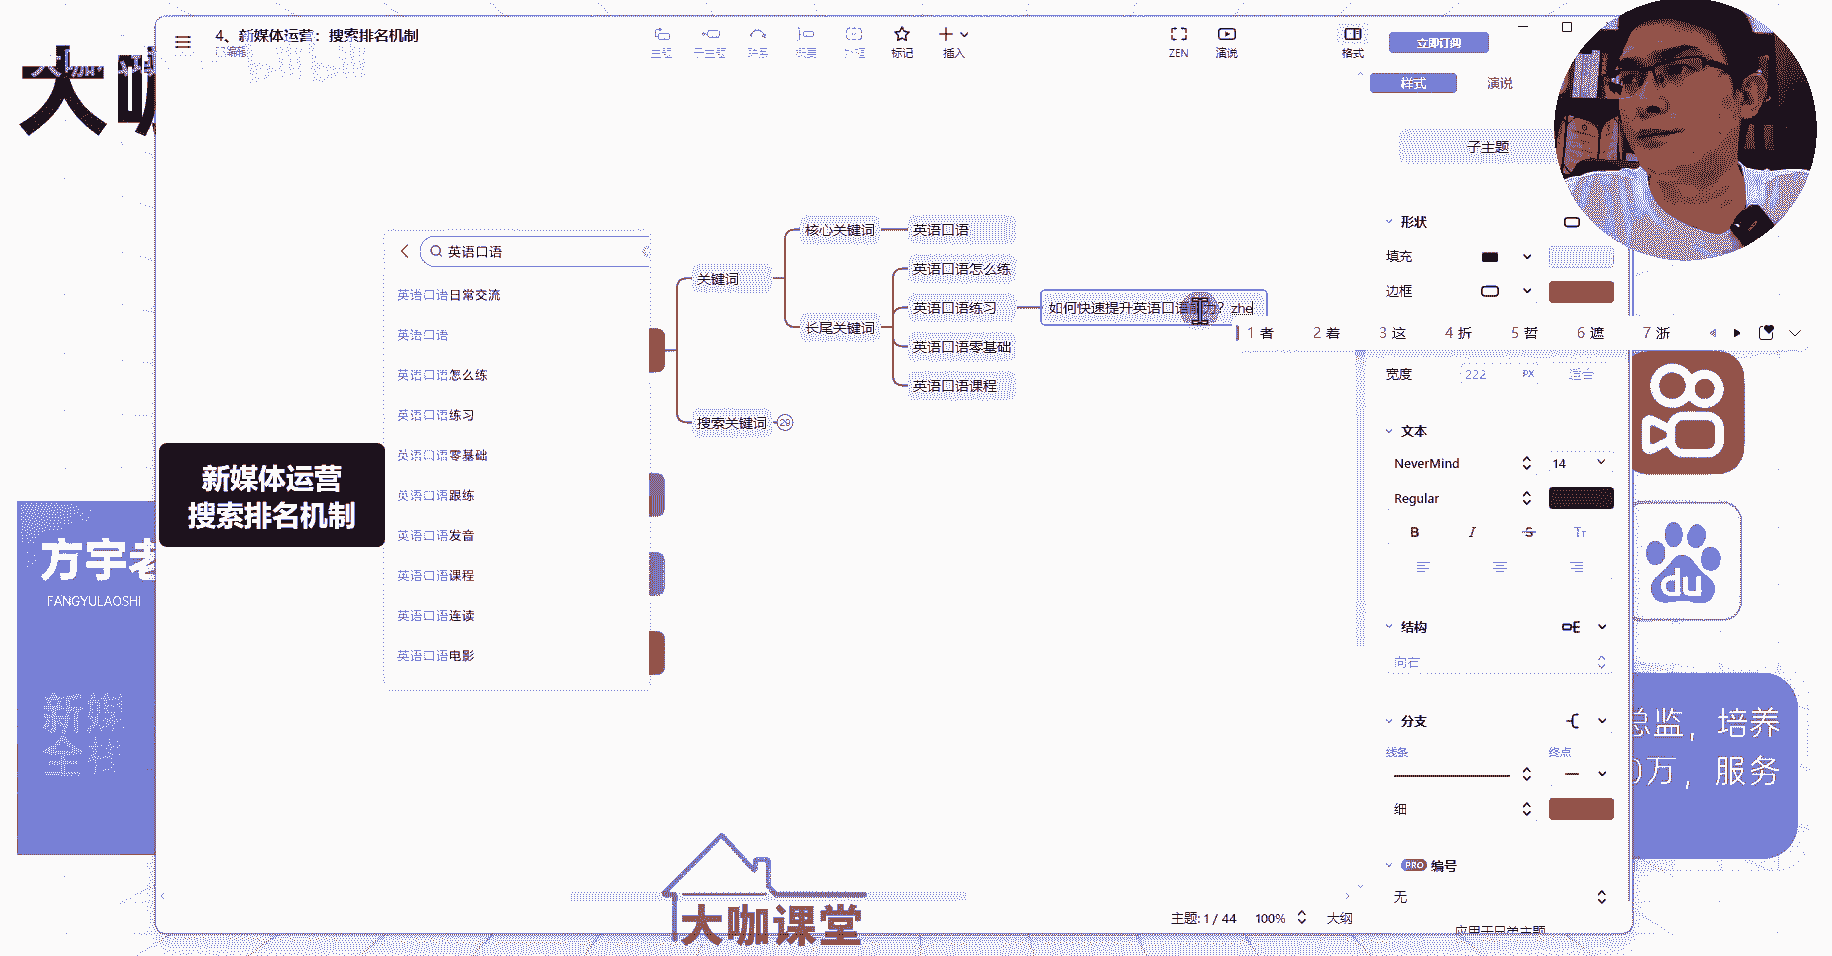 大咖
4、新媒体运营：搜索排名机制
已编辑
bilibili
主题
子主题
联系
概要
外框
标记
插入
ZEN
演说
格式
立即订阅
样式
演说
子主题
形状
填充
边框
宽度
222
PX
适合
文本
NeverMind
14
Regular
B
I
S
Tт
结构
向右
分支
线条
终点
细
PRO 编号
无
应用于兄弟主题
英语口语
英语口语日常交流
英语口语
英语口语怎么练
英语口语练习
英语口语零基础
英语口语跟练
英语口语发音
英语口语课程
英语口语连读
英语口语电影
新媒体运营
搜索排名机制
关键词
核心关键词
英语口语
长尾关键词
英语口语怎么练
英语口语练习
英语口语零基础
英语口语课程
如何快速提升英语口语能力？zhe
1 者
2 着
3 这
4 折
5 哲
6 遮
7 浙
搜索关键词
29
方宇老
FANGYULAOSHI
新媒
全栈
du
总监，培养
0万，服务
大咖课堂
主题: 1 / 44
100%
大纲